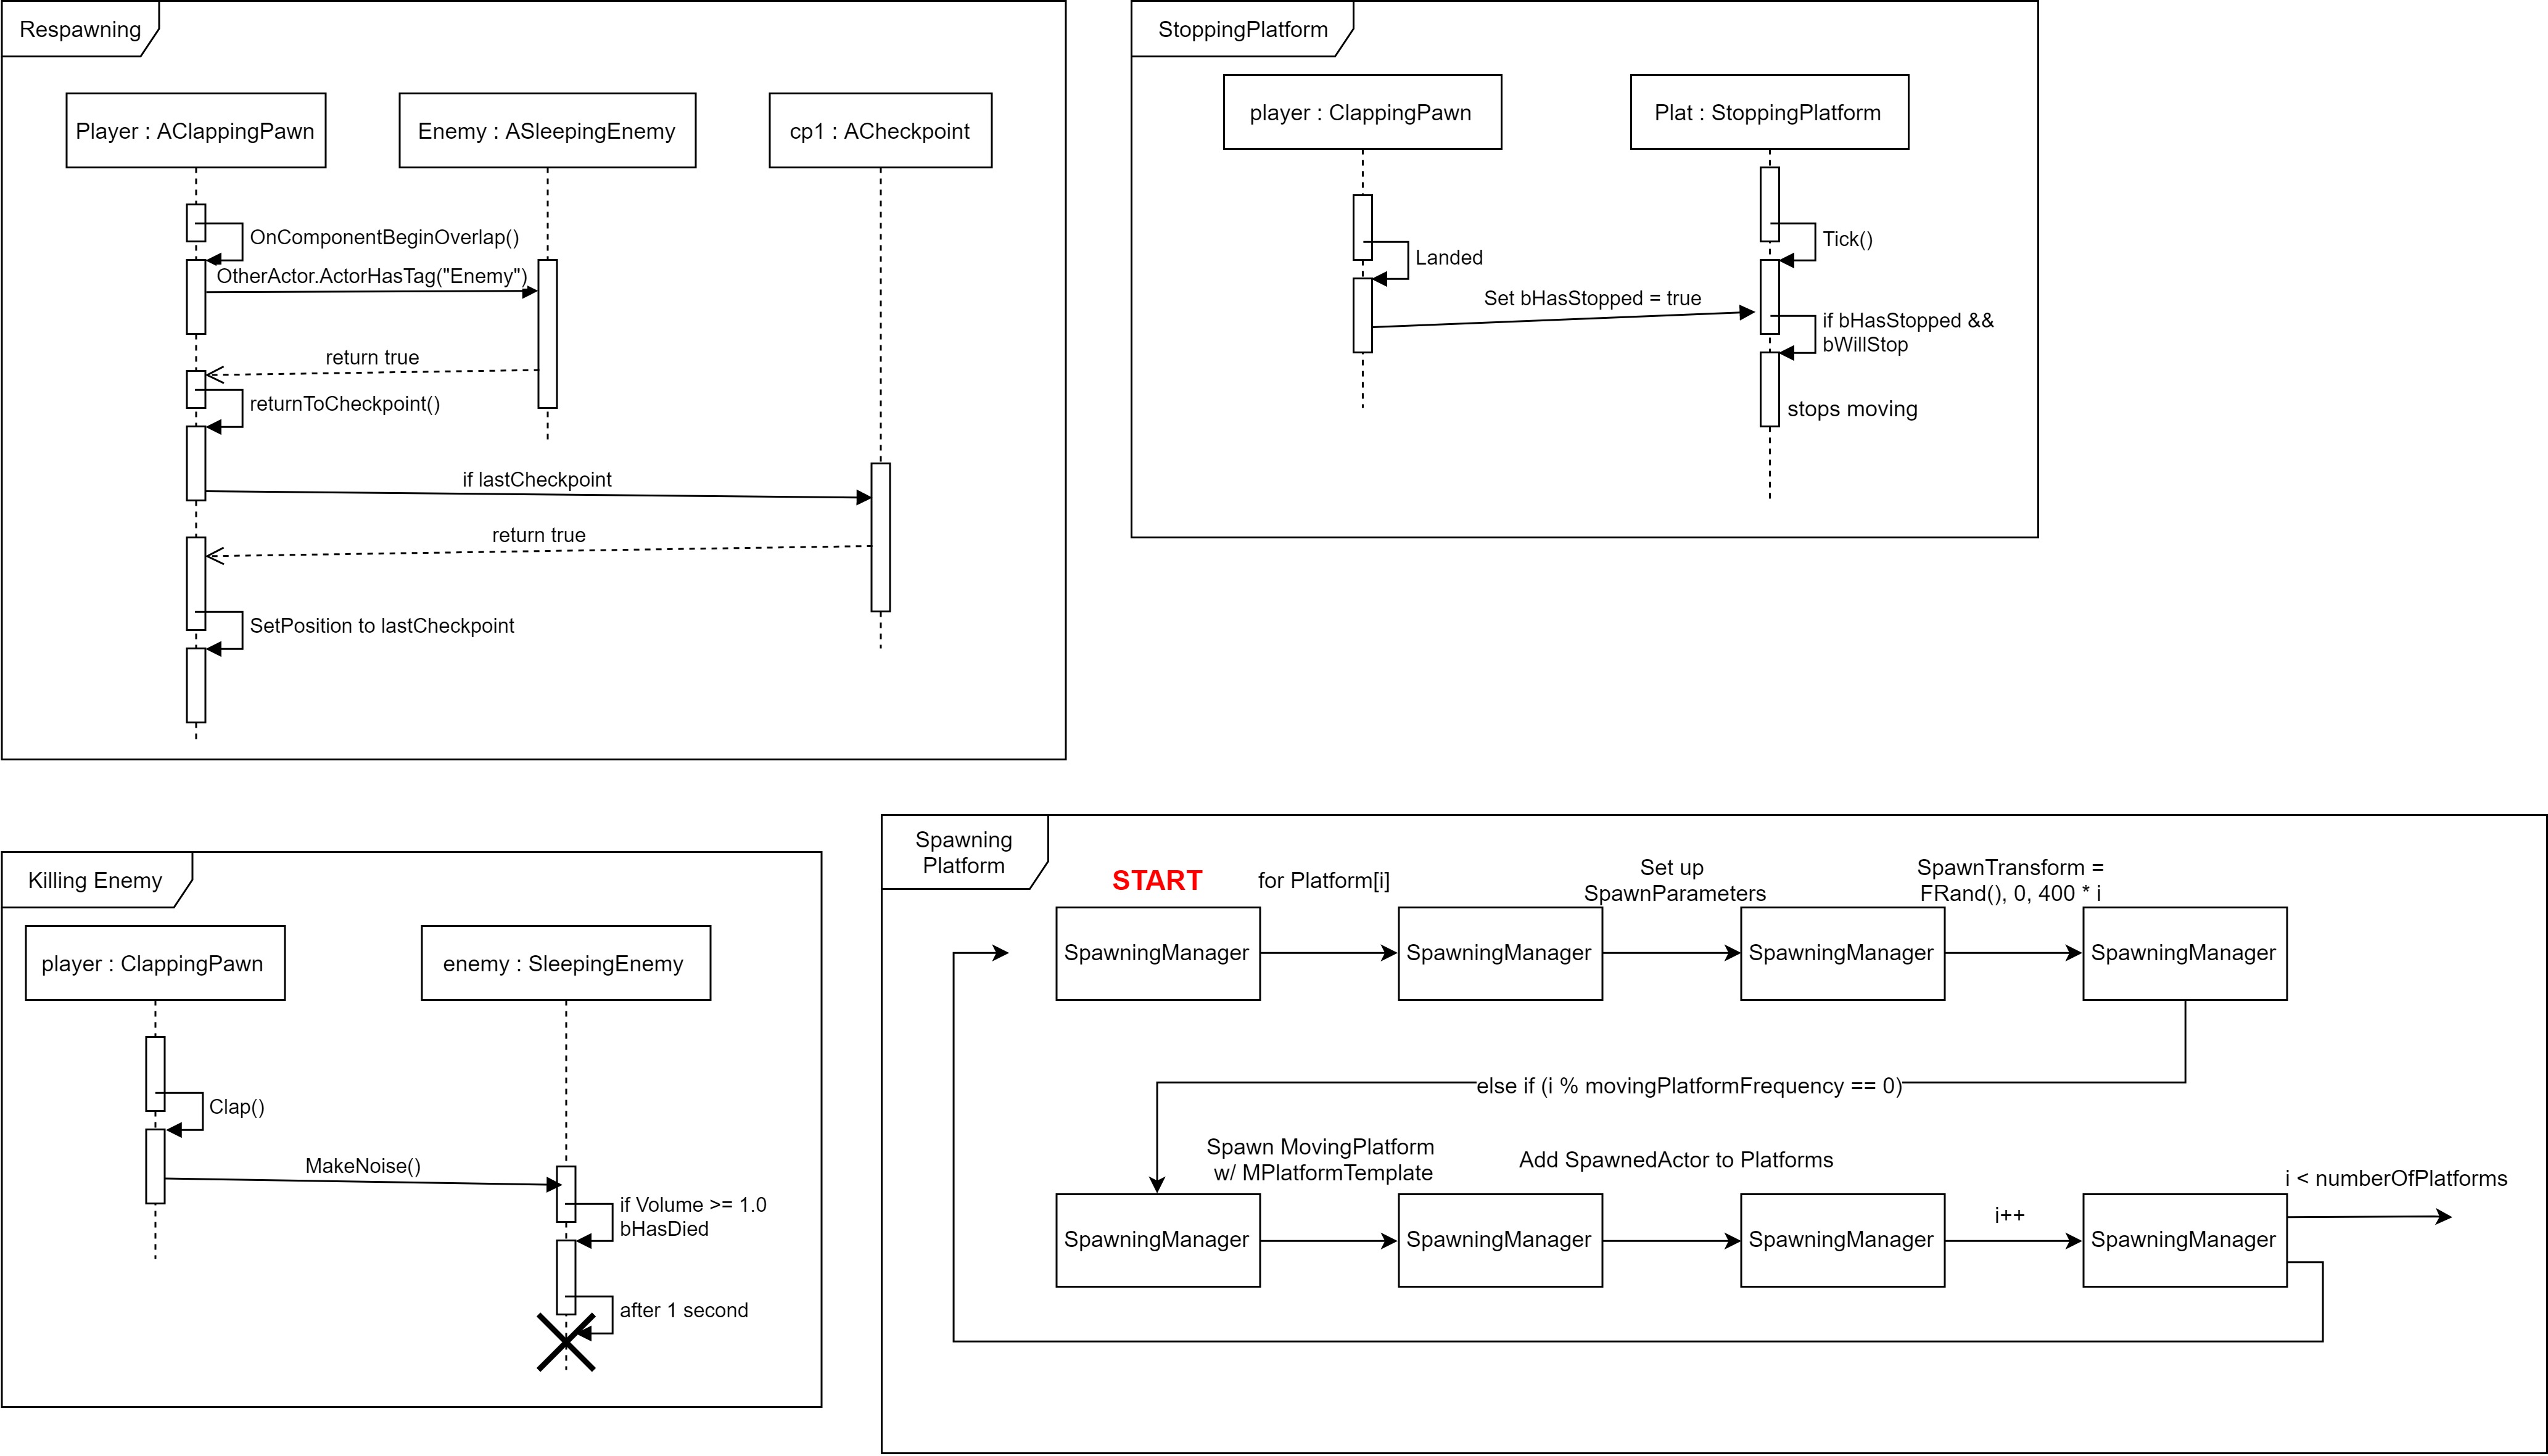 Respawning
Player : AClappingPawn
Enemy : ASleepingEnemy
cp1 : ACheckpoint
OnComponentBeginOverlap()
OtherActor.ActorHasTag("Enemy")
return true
returnToCheckpoint()
if lastCheckpoint
return true
SetPosition to lastCheckpoint
StoppingPlatform
player : ClappingPawn
Plat : StoppingPlatform
Tick()
Landed
Set bHasStopped = true
if bHasStopped &&
bWillStop
stops moving
Killing Enemy
player : ClappingPawn
enemy : SleepingEnemy
Clap()
MakeNoise()
if Volume >= 1.0
bHasDied
after 1 second
Spawning
Platform
START
for Platform[i]
Set up
SpawnParameters
SpawnTransform =
FRand(), 0, 400 * i
SpawningManager
SpawningManager
SpawningManager
SpawningManager
else if (i % movingPlatformFrequency == 0)
Spawn MovingPlatform
w/ MPlatformTemplate
Add SpawnedActor to Platforms
i++
i < numberOfPlatforms
SpawningManager
SpawningManager
SpawningManager
SpawningManager